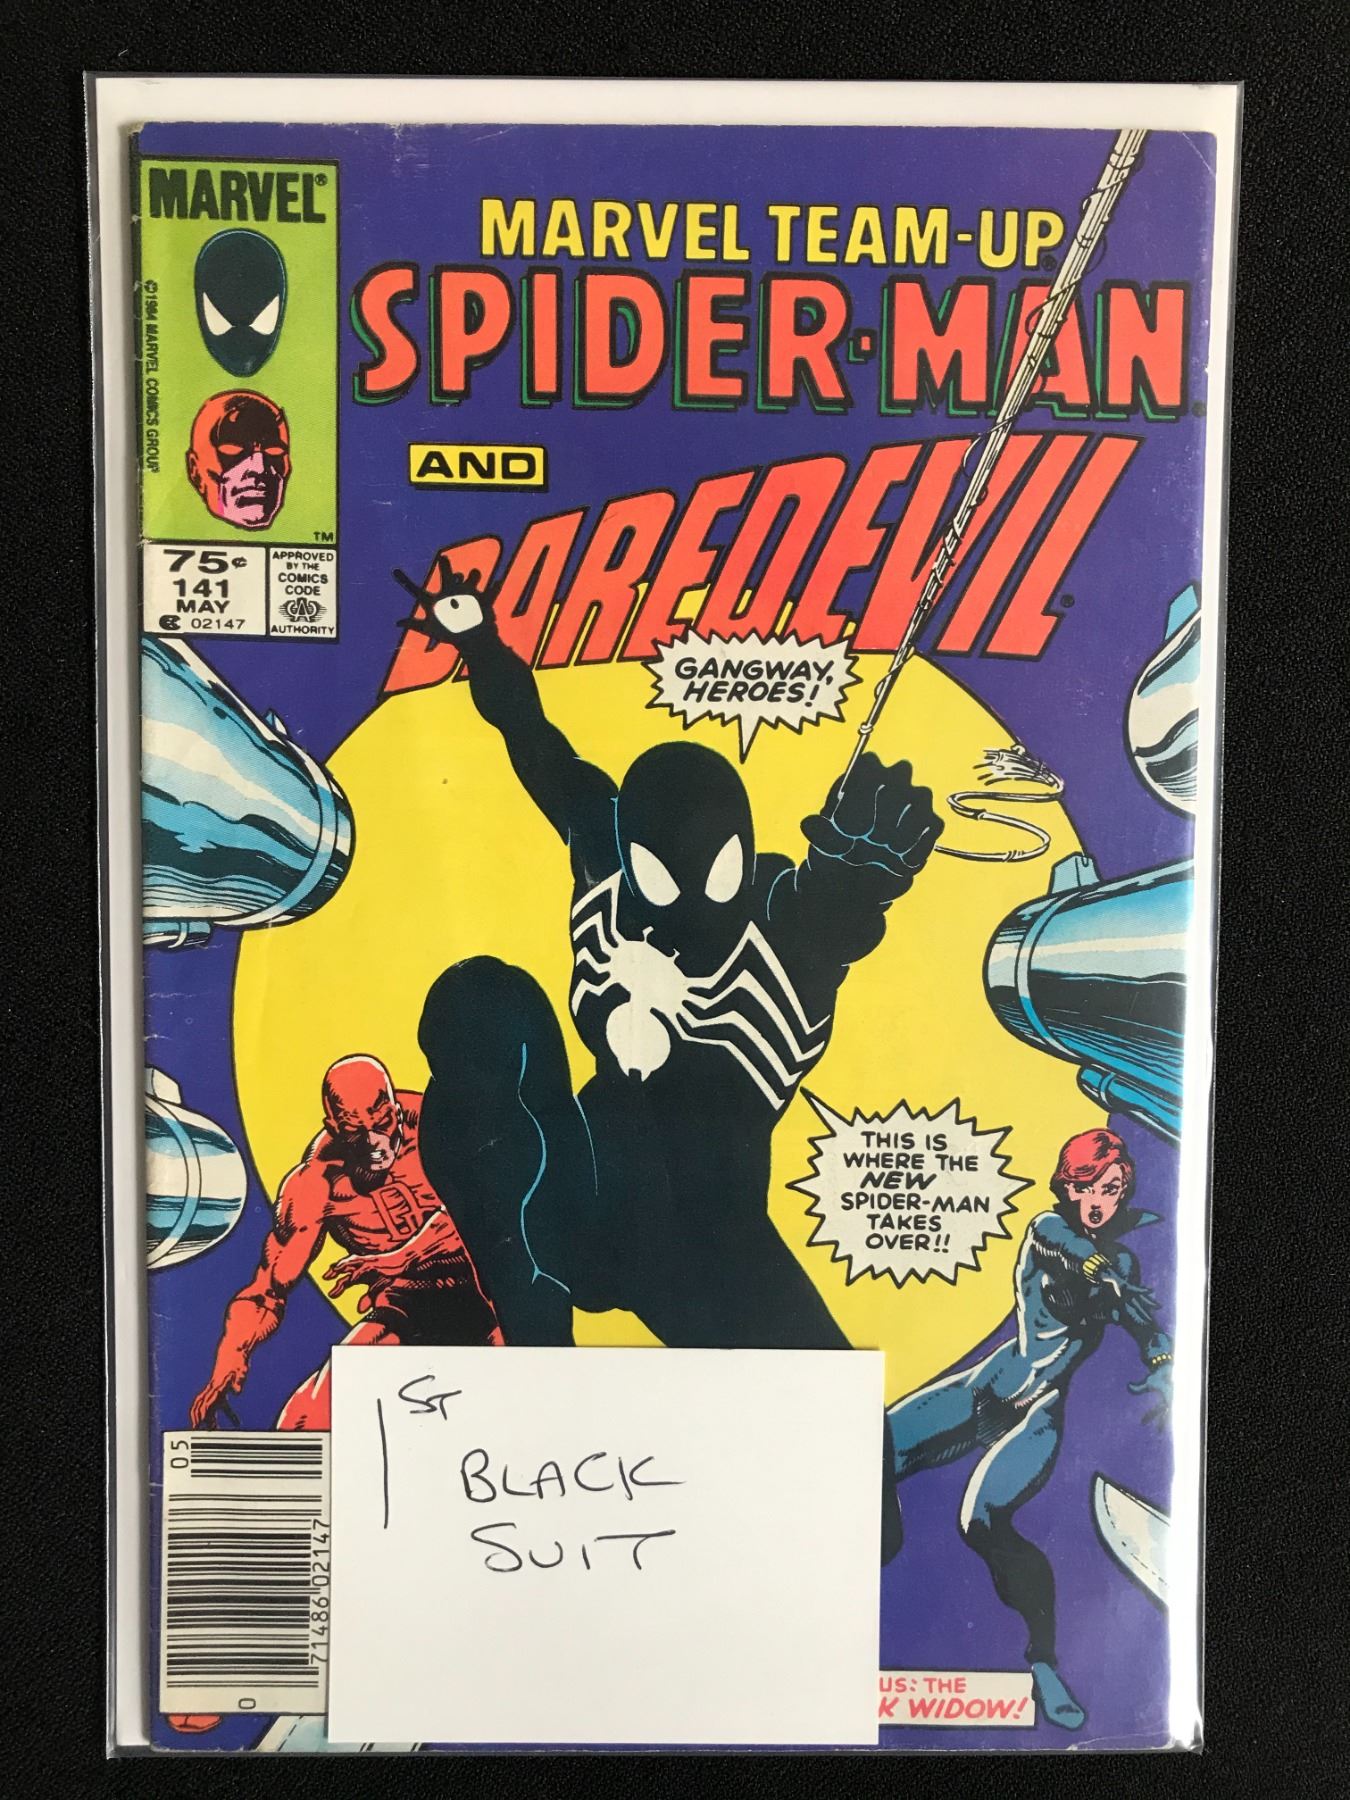 MARVEL®
©1984 MARVEL COMICS GROUP
TM
75¢
141
MAY
02147
APPROVED
BY THE
COMICS
CODE
AUTHORITY
MARVEL TEAM-UP®
SPIDER-MAN®
AND
DAREDEVIL®
GANGWAY,
HEROES!
THIS IS
WHERE THE
NEW
SPIDER-MAN
TAKES
OVER!!
05
71486 02147
0
1ST
BLACK
SUIT
US: THE
K WIDOW!